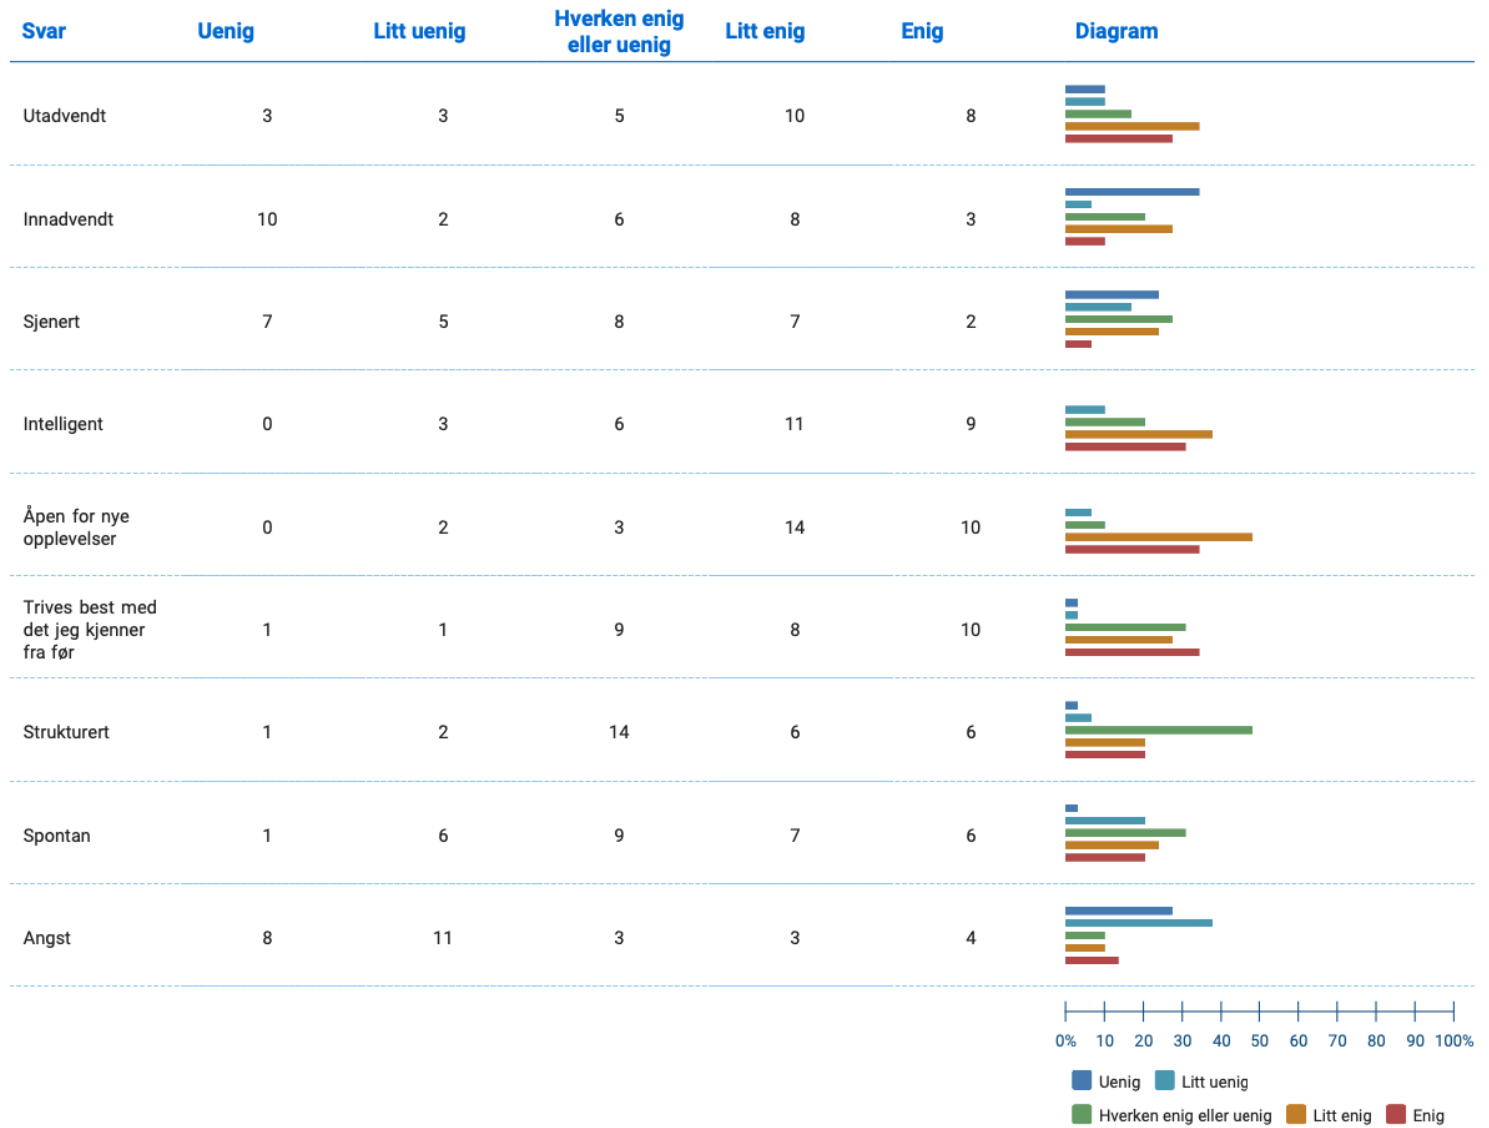 Svar Uenig Litt uenig Hverken enig eller uenig Litt enig Enig Diagram
Utadvendt 3 3 5 10 8
Innadvendt 10 2 6 8 3
Sjenert 7 5 8 7 2
Intelligent 0 3 6 11 9
Åpen for nye
opplevelser 0 2 3 14 10
Trives best med
det jeg kjenner 1 1 9 8 10
fra før
Strukturert 1 2 14 6 6
Spontan 1 6 9 7 6
Angst 8 11 3 3 4
0% 10 20 30 40 50 60 70 80 90 100%
Uenig Litt uenig
Hverken enig eller uenig Litt enig Enig